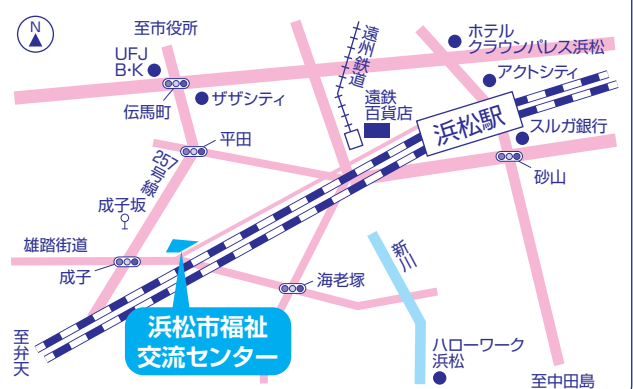 N
至市役所
UFJ
B・K
伝馬町
ザザシティ
遠州鉄道
遠鉄
百貨店
ホテル
クラウンパレス浜松
アクトシティ
浜松駅
スルガ銀行
砂山
平田
257号線
成子坂
雄踏街道
成子
海老塚
新川
浜松市福祉
交流センター
至弁天
ハローワーク
浜松
至中田島